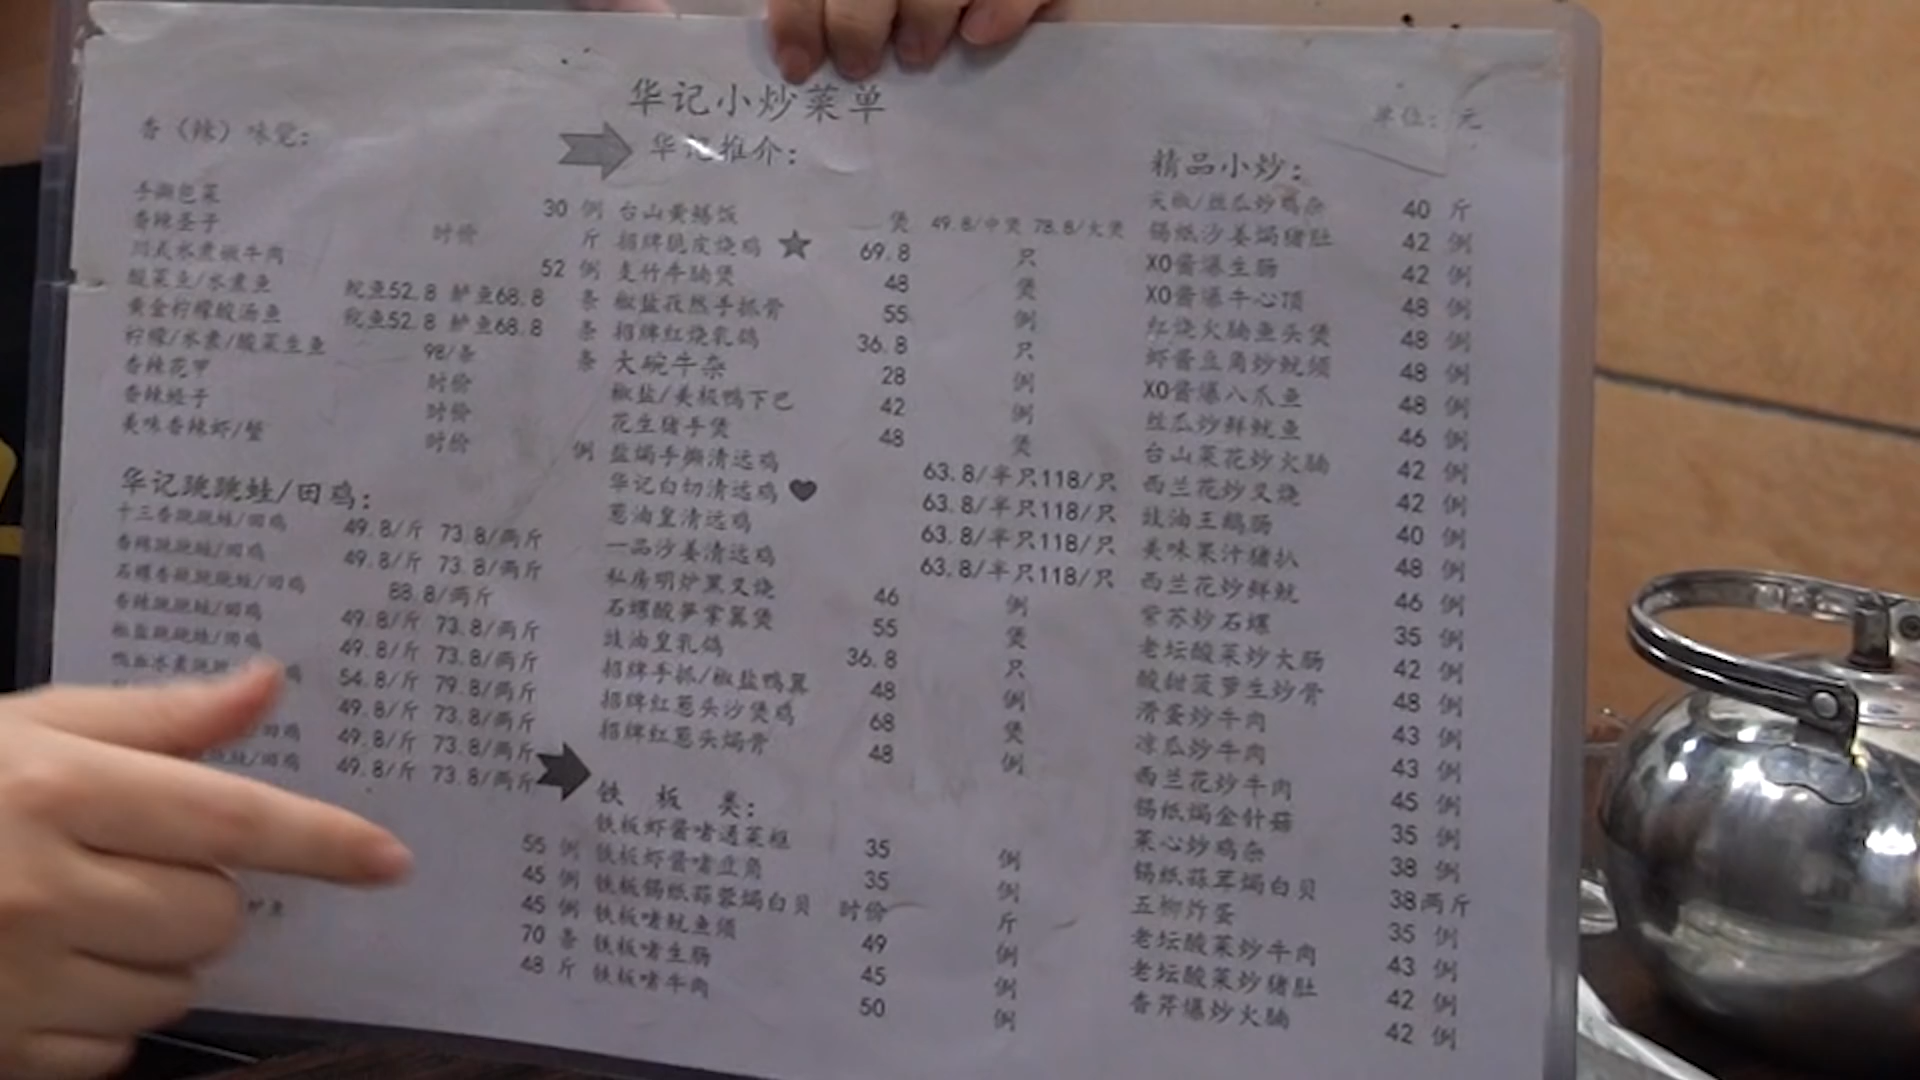 华记小炒菜单
单位：元
香（辣）味觉：
手撕包菜 30 例
香辣圣子 时价 斤
川式水煮嫩牛肉 52 例
酸菜鱼/水煮鱼 鲩鱼52.8 鲈鱼68.8 条
黄金柠檬酸汤鱼 鲩鱼52.8 鲈鱼68.8 条
柠檬/水煮/酸菜生鱼 98/条 条
香辣花甲 时价
香辣蛏子 时价
美味香辣虾/蟹 时价 例
华记跳跳蛙/田鸡：
十三香跳跳蛙/田鸡 49.8/斤 73.8/两斤
香辣跳跳蛙/田鸡 49.8/斤 73.8/两斤
石螺香跳跳蛙/田鸡 88.8/两斤
香辣跳跳蛙/田鸡 49.8/斤 73.8/两斤
椒盐跳跳蛙/田鸡 49.8/斤 73.8/两斤
54.8/斤 79.8/两斤
49.8/斤 73.8/两斤
田鸡 49.8/斤 73.8/两斤
蛙/田鸡 49.8/斤 73.8/两斤
55 例
45 例
45 例
70 条
48 斤
华记推介：
台山黄鳝饭 煲 49.8/中煲 78.8/大煲
招牌脆皮烧鸡 69.8 只
支竹牛腩煲 48 煲
椒盐孜然手抓骨 55 例
招牌红烧乳鸽 36.8 只
大碗牛杂 28 例
椒盐/美极鸭下巴 42 例
花生猪手煲 48 煲
盐焗手撕清远鸡 63.8/半只118/只
华记白切清远鸡 63.8/半只118/只
葱油皇清远鸡 63.8/半只118/只
一品沙姜清远鸡 63.8/半只118/只
私房明炉黑叉烧 46 例
石螺酸笋掌翼煲 55 煲
豉油皇乳鸽 36.8 只
招牌手抓/椒盐鸭翼 48 例
招牌红葱头沙煲鸡 68 煲
招牌红葱头焗骨 48 例
铁 板 类：
铁板虾酱啫通菜梗 35 例
铁板虾酱啫豆角 35 例
铁板锡纸蒜蓉焗白贝 时价 斤
铁板啫鱿鱼须 49 例
铁板啫生肠 45 例
铁板啫牛肉 50 例
精品小炒：
尖椒/丝瓜炒鸡杂 40 斤
锡纸沙姜焗猪肚 42 例
XO酱爆生肠 42 例
XO酱爆牛心顶 48 例
红烧火腩鱼头煲 48 例
虾酱豆角炒鱿须 48 例
XO酱爆八爪鱼 48 例
丝瓜炒鲜鱿鱼 46 例
台山菜花炒火腩 42 例
西兰花炒叉烧 42 例
豉油王鹅肠 40 例
美味果汁猪扒 48 例
西兰花炒鲜鱿 46 例
紫苏炒石螺 35 例
老坛酸菜炒大肠 42 例
酸甜菠萝生炒骨 48 例
滑蛋炒牛肉 43 例
凉瓜炒牛肉 43 例
西兰花炒牛肉 45 例
锡纸焗金针菇 35 例
菜心炒鸡杂 38 例
锡纸蒜茸焗白贝 38两斤
五柳炸蛋 35 例
老坛酸菜炒牛肉 43 例
老坛酸菜炒猪肚 42 例
香芹爆炒火腩 42 例